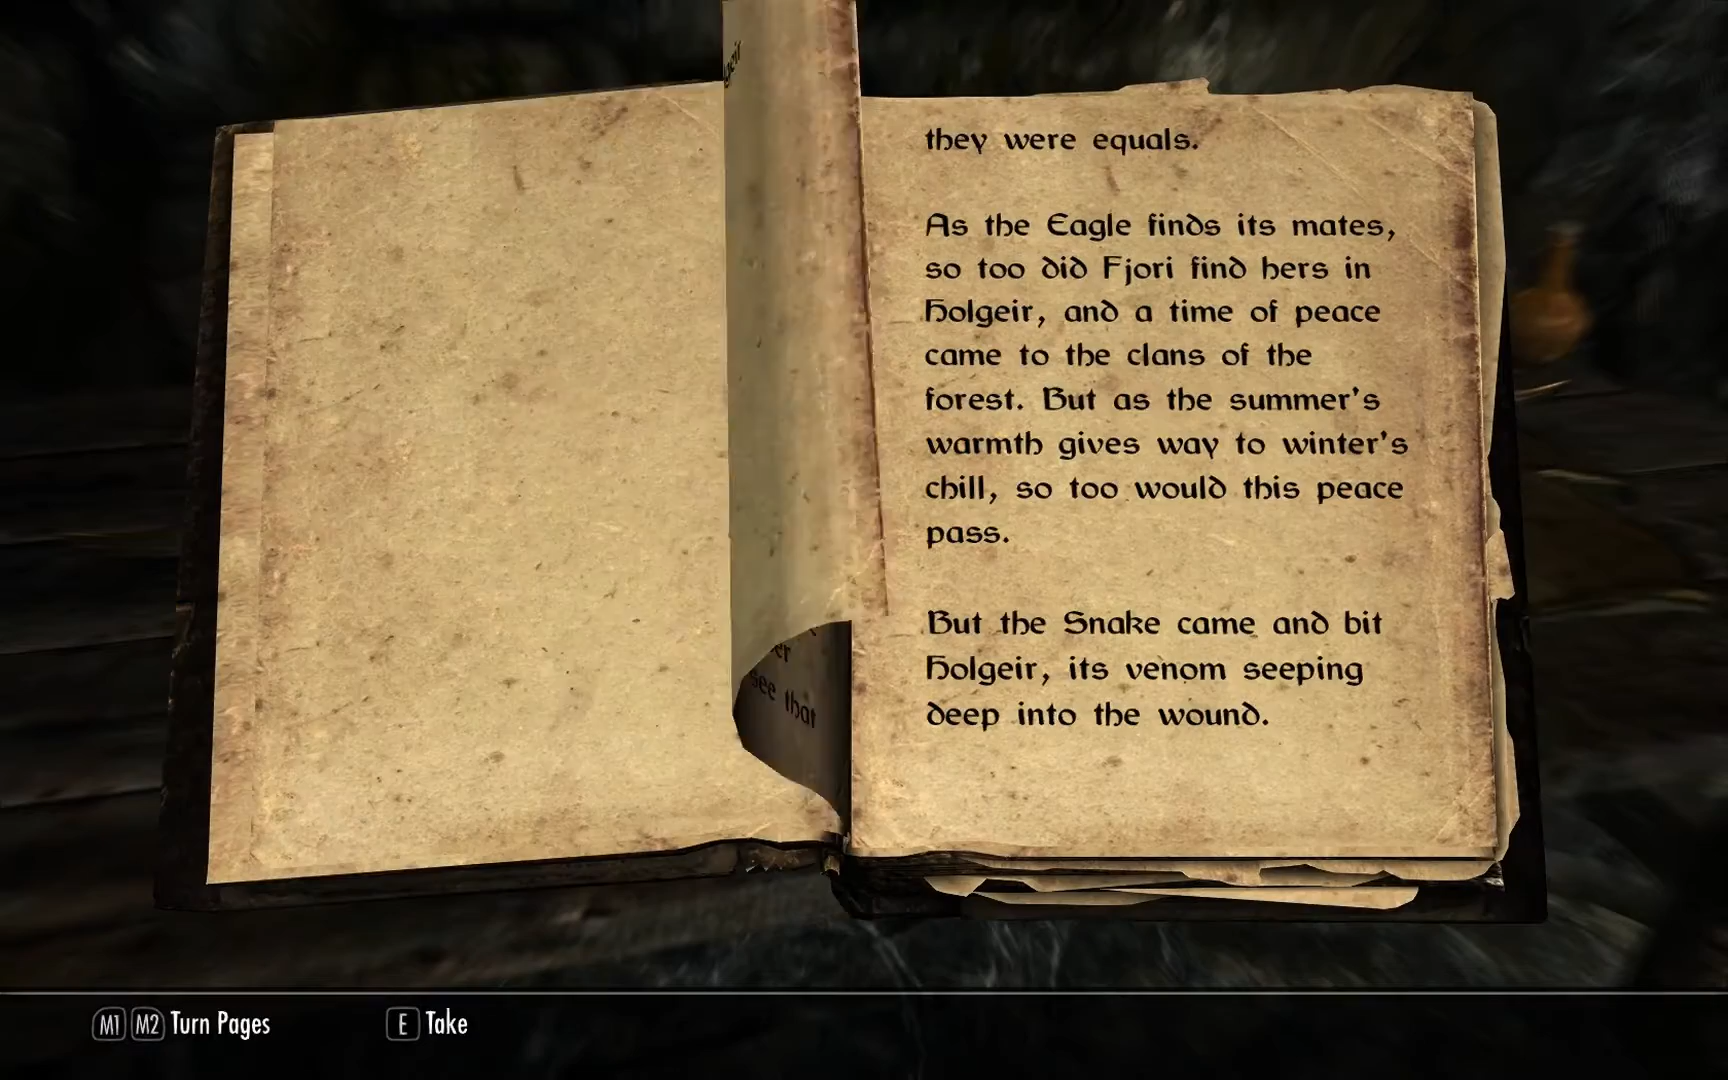 lgeir
er
see that
they were equals.
As the Eagle finds its mates,
so too did Fjori find hers in
Holgeir, and a time of peace
came to the clans of the
forest. But as the summer's
warmth gives way to winter's
chill, so too would this peace
pass.
But the Snake came and bit
Holgeir, its venom seeping
deep into the wound.
M1 M2 Turn Pages
E Take